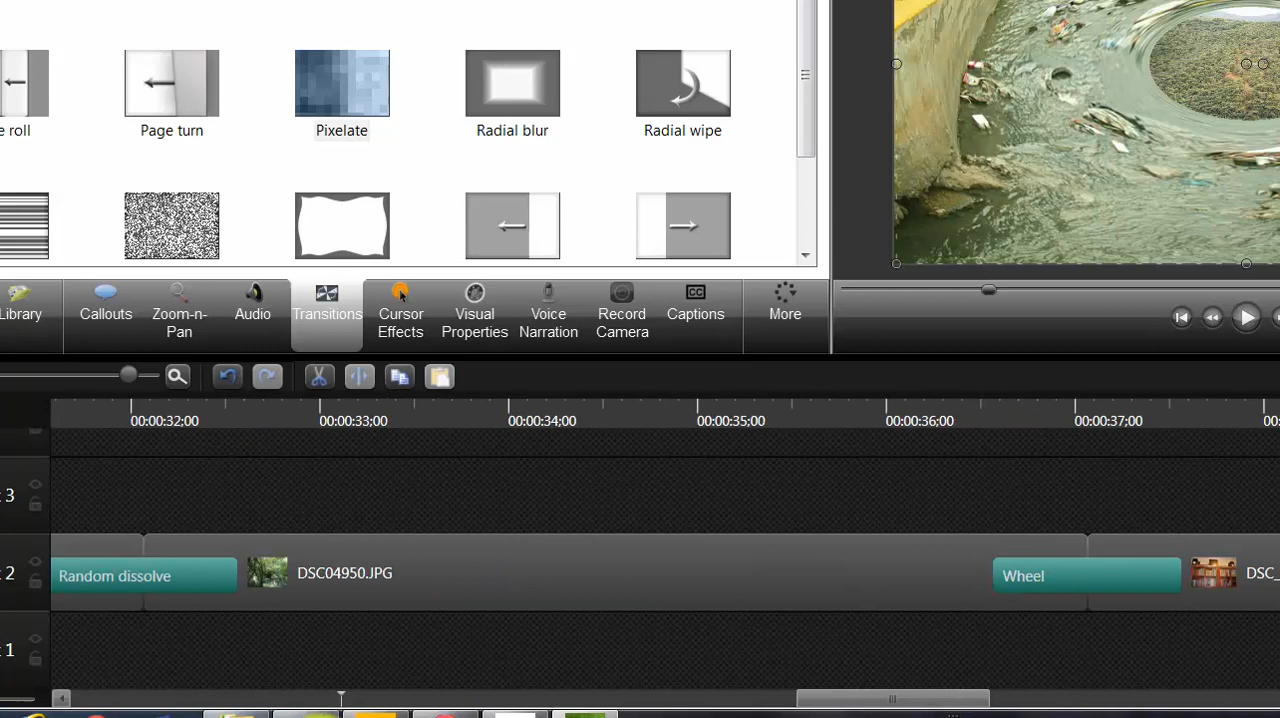 e roll
Page turn
Pixelate
Radial blur
Radial wipe
Library
Callouts
Zoom-n-
Pan
Audio
Transitions
Cursor
Effects
Visual
Properties
Voice
Narration
Record
Camera
CC
Captions
More
00:00:32;00
00:00:33;00
00:00:34;00
00:00:35;00
00:00:36;00
00:00:37;00
00:
t 3
t 2
Random dissolve
DSC04950.JPG
Wheel
DSC_
t 1